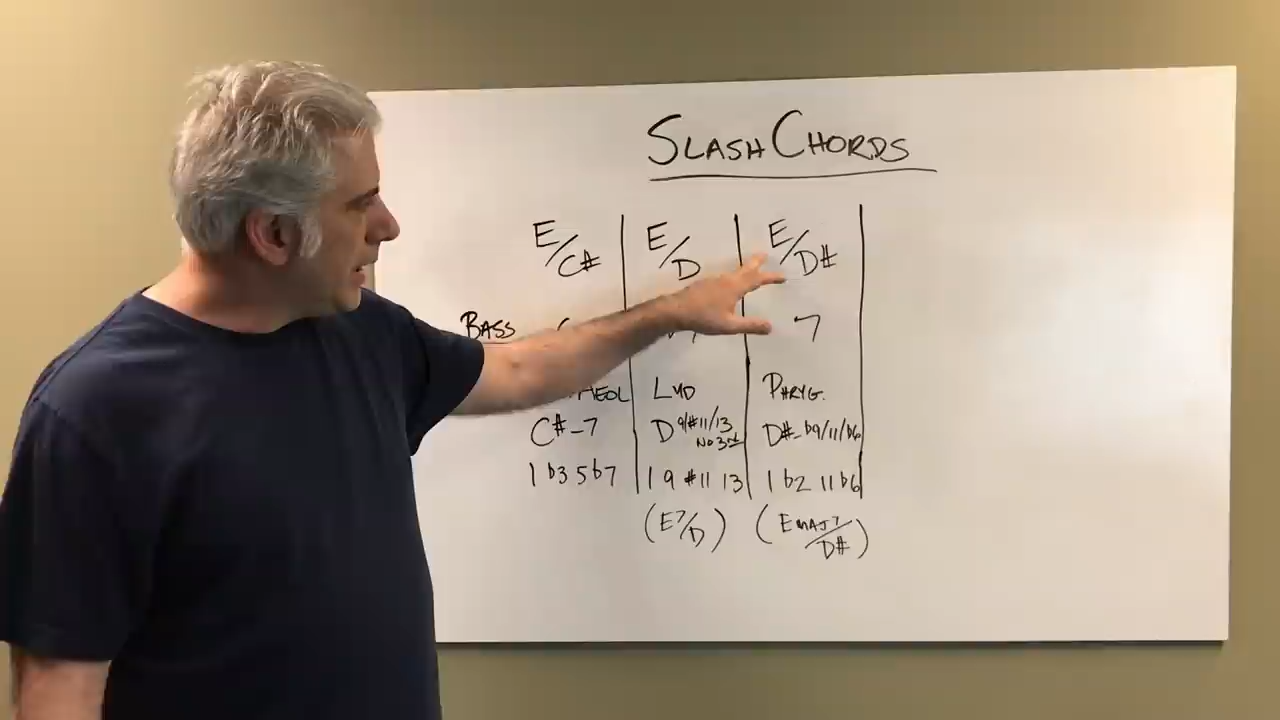 SLASH CHORDS
E/C# E/D E/D#
BASS 7
AEOL LYD PHRYG.
C#-7 D9/#11/13 NO 3rd D#-b9/11/b6
1 b3 5 b7 1 9 #11 13 1 b2 11 b6
(E7/D) (EMAJ7/D#)